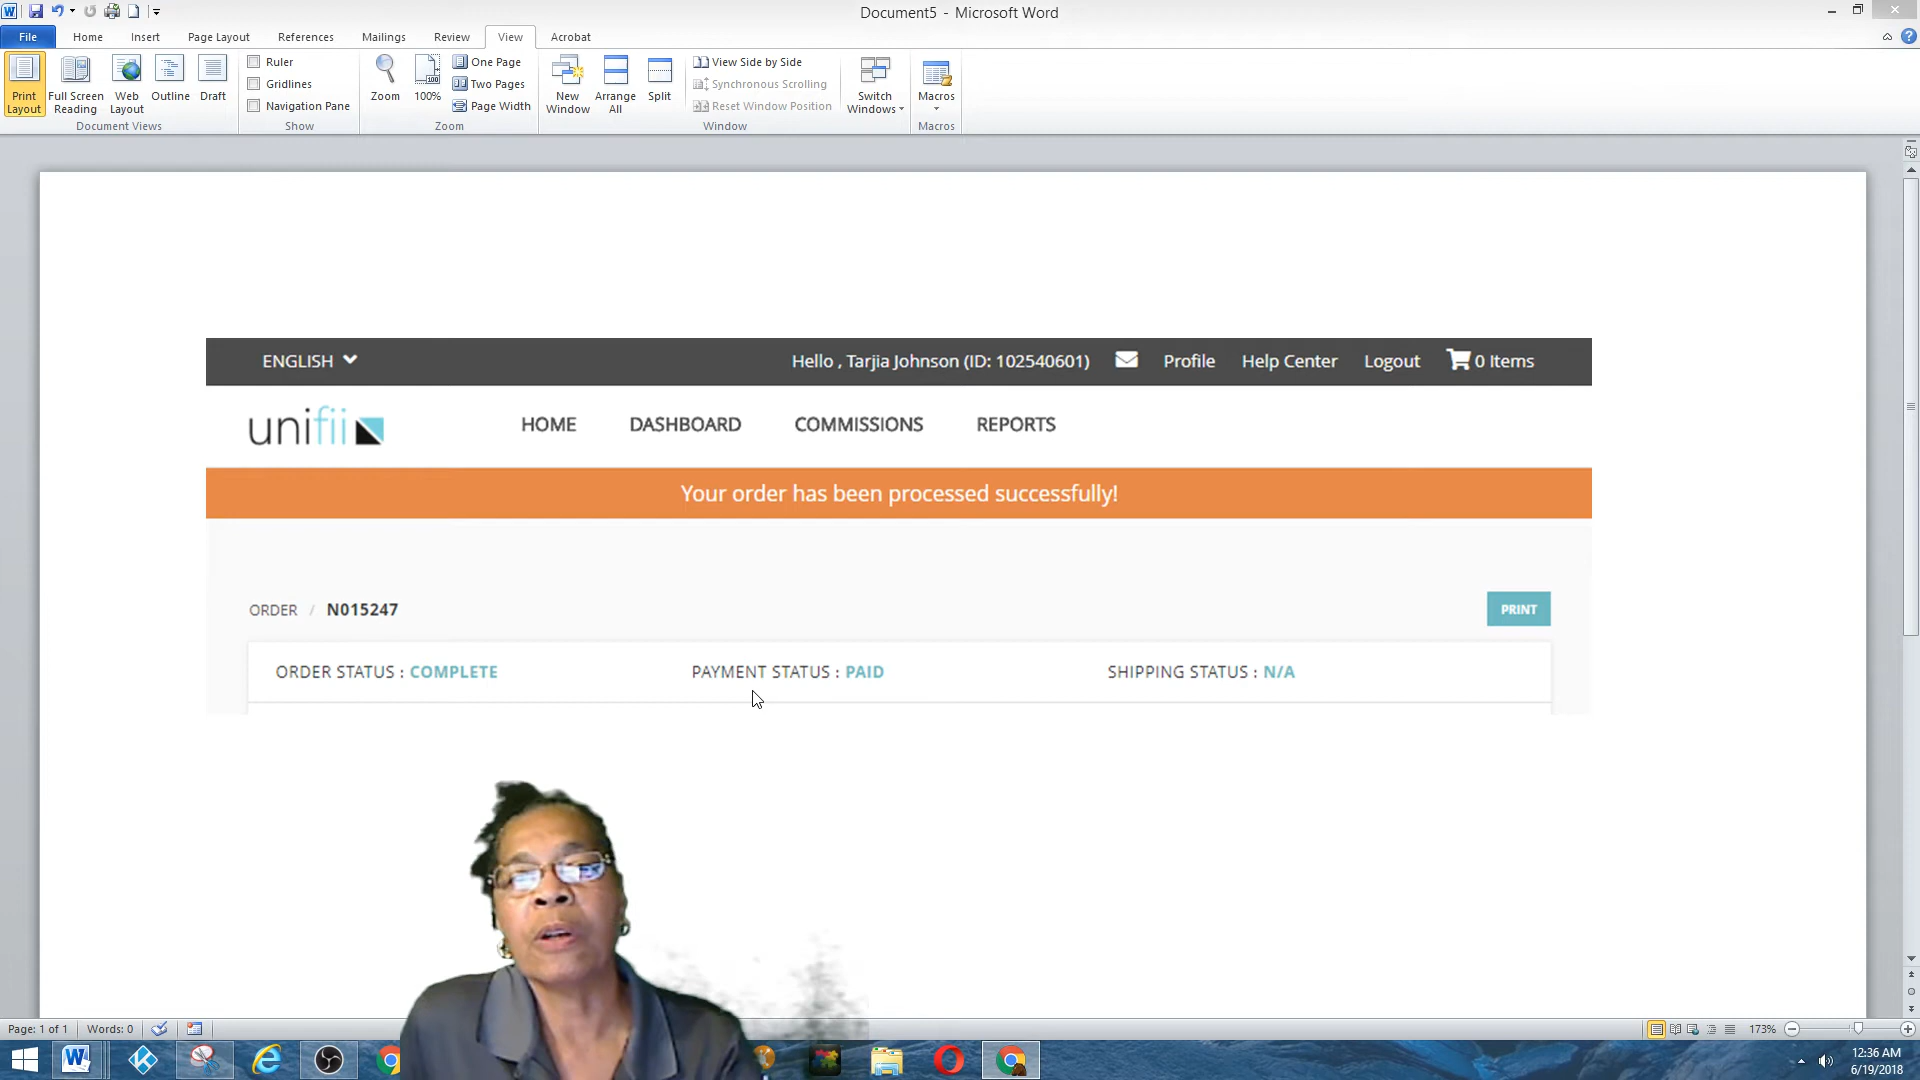 Document5 - Microsoft Word
File Home Insert Page Layout References Mailings Review View Acrobat
Print Layout
Full Screen Reading
Web Layout
Outline
Draft
Document Views
Ruler
Gridlines
Navigation Pane
Show
Zoom
100%
One Page
Two Pages
Page Width
Zoom
New Window
Arrange All
Split
View Side by Side
Synchronous Scrolling
Reset Window Position
Window
Switch Windows
Macros
Macros
ENGLISH Hello , Tarjia Johnson (ID: 102540601) Profile Help Center Logout 0 Items
unifii HOME DASHBOARD COMMISSIONS REPORTS
Your order has been processed successfully!
ORDER / N015247 PRINT
ORDER STATUS : COMPLETE PAYMENT STATUS : PAID SHIPPING STATUS : N/A
Page: 1 of 1 Words: 0 173%
12:36 AM
6/19/2018